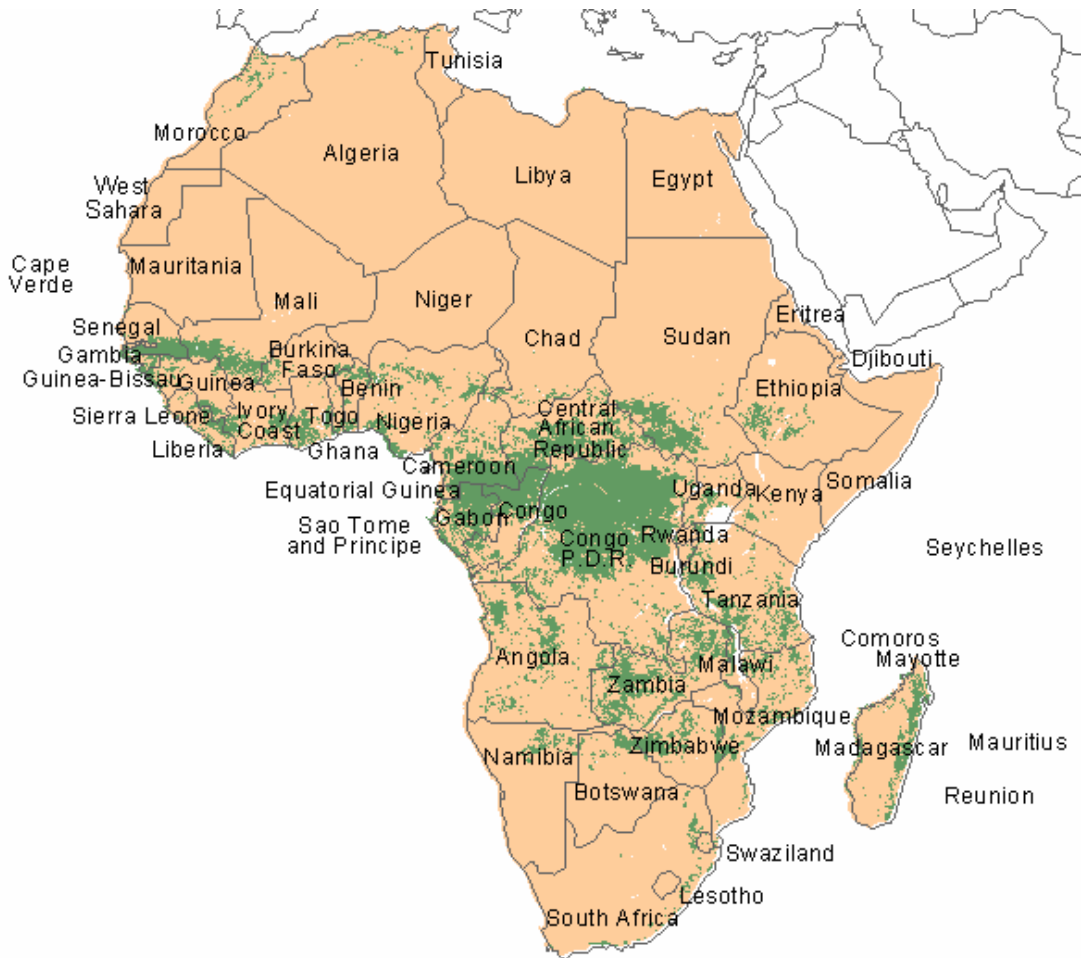 Tunisia
Morocco
Algeria
Libya
Egypt
West
Sahara
Cape
Verde
Mauritania
Mali
Niger
Chad
Sudan
Eritrea
Senegal
Gambia
Burkina
Faso
Djibouti
Guinea-Bissau
Guinea
Benin
Ethiopia
Sierra Leone
Ivory
Coast
Togo
Nigeria
Central
African
Republic
Liberia
Ghana
Cameroon
Equatorial Guinea
Uganda
Kenya
Somalia
Gabon
Congo
Sao Tome
and Principe
Congo
P.D.R.
Rwanda
Burundi
Seychelles
Tanzania
Comoros
Mayotte
Angola
Malawi
Zambia
Mozambique
Namibia
Zimbabwe
Madagascar
Mauritius
Botswana
Reunion
Swaziland
Lesotho
South Africa